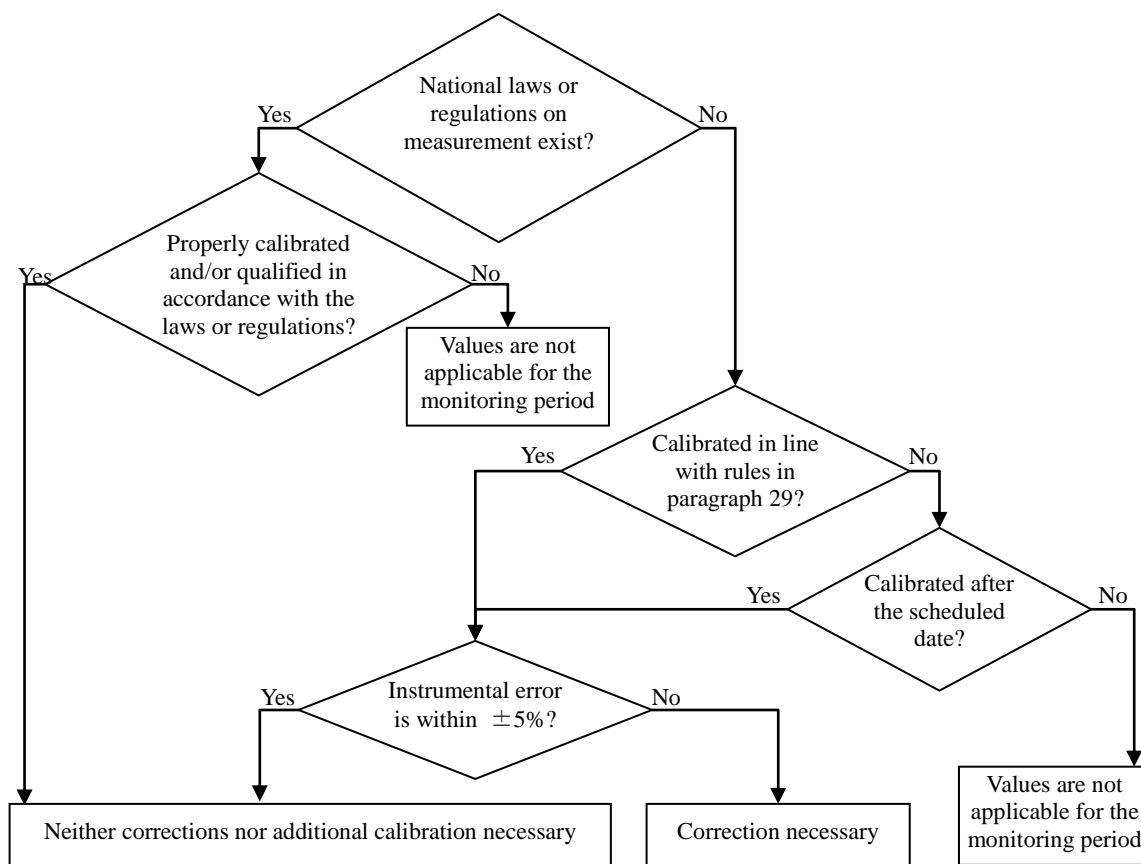 National laws or
regulations on
measurement exist?
Yes
No
Properly calibrated
and/or qualified in
accordance with the
laws or regulations?
Yes
No
Values are not
applicable for the
monitoring period
Calibrated in line
with rules in
paragraph 29?
Yes
No
Calibrated after
the scheduled
date?
Yes
No
Instrumental error
is within ±5%?
Yes
No
Neither corrections nor additional calibration necessary
Correction necessary
Values are not
applicable for the
monitoring period